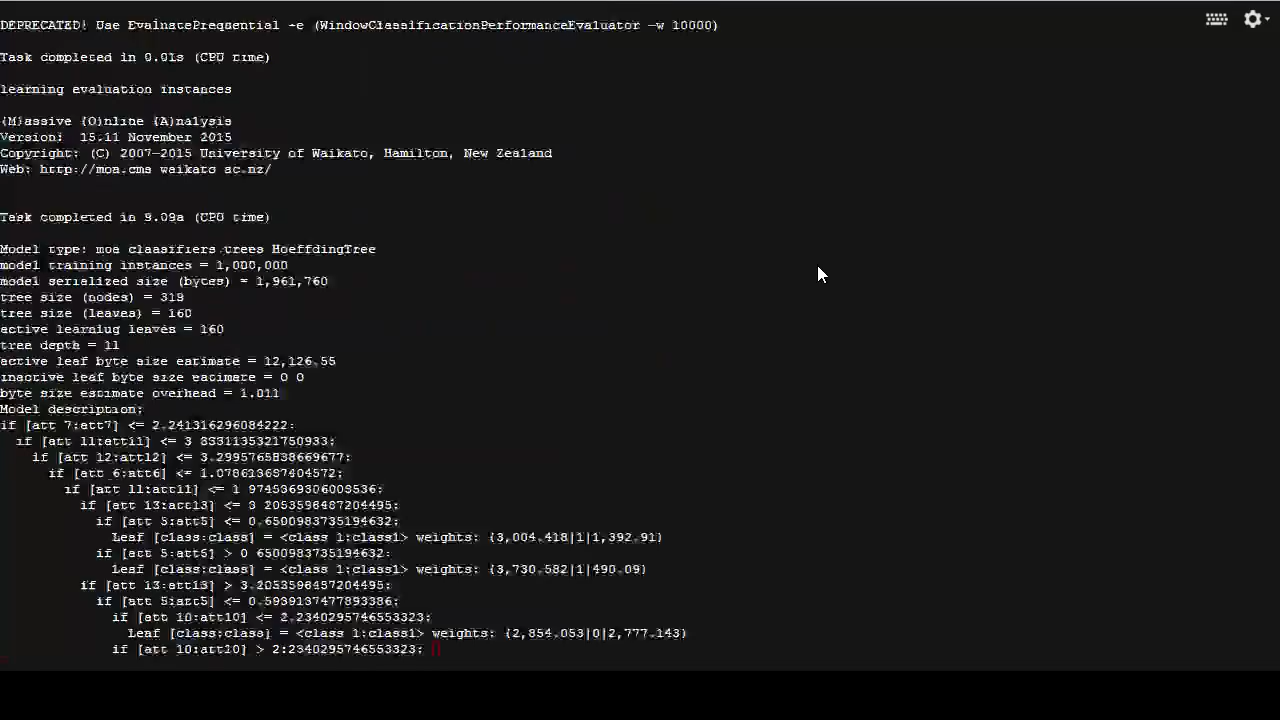 DEPRECATED! Use EvaluatePrequential -e (WindowClassificationPerformanceEvaluator -w 10000)
Task completed in 0.01s (CPU time)
learning evaluation instances
{M}assive {O}nline {A}nalysis
Version:  15.11 November 2015
Copyright: (C) 2007-2015 University of Waikato, Hamilton, New Zealand
Web: http://moa.cms.waikato.ac.nz/
Task completed in 9.09s (CPU time)
Model type: moa.classifiers.trees.HoeffdingTree
model training instances = 1,000,000
model serialized size (bytes) = 1,961,760
tree size (nodes) = 319
tree size (leaves) = 160
active learning leaves = 160
tree depth = 11
active leaf byte size estimate = 12,126.55
inactive leaf byte size estimate = 0.0
byte size estimate overhead = 1.011
Model description:
if [att 7:att7] <= 2.241316296084222:
if [att 11:att11] <= 3.8331135321750933:
if [att 12:att12] <= 3.2995765838669677:
if [att 6:att6] <= 1.078613687404572:
if [att 11:att11] <= 1.9745369306009536:
if [att 13:att13] <= 3.2053598487204495:
if [att 5:att5] <= 0.6500983735194632:
Leaf [class:class] = <class 1:class1> weights: {3,004.418|1|1,392.91}
if [att 5:att5] > 0.6500983735194632:
Leaf [class:class] = <class 1:class1> weights: {3,730.582|1|490.09}
if [att 13:att13] > 3.2053598487204495:
if [att 5:att5] <= 0.5939137477893386:
if [att 10:att10] <= 2.2340295746553323:
Leaf [class:class] = <class 1:class1> weights: {2,854.053|0|2,777.143}
if [att 10:att10] > 2.2340295746553323: